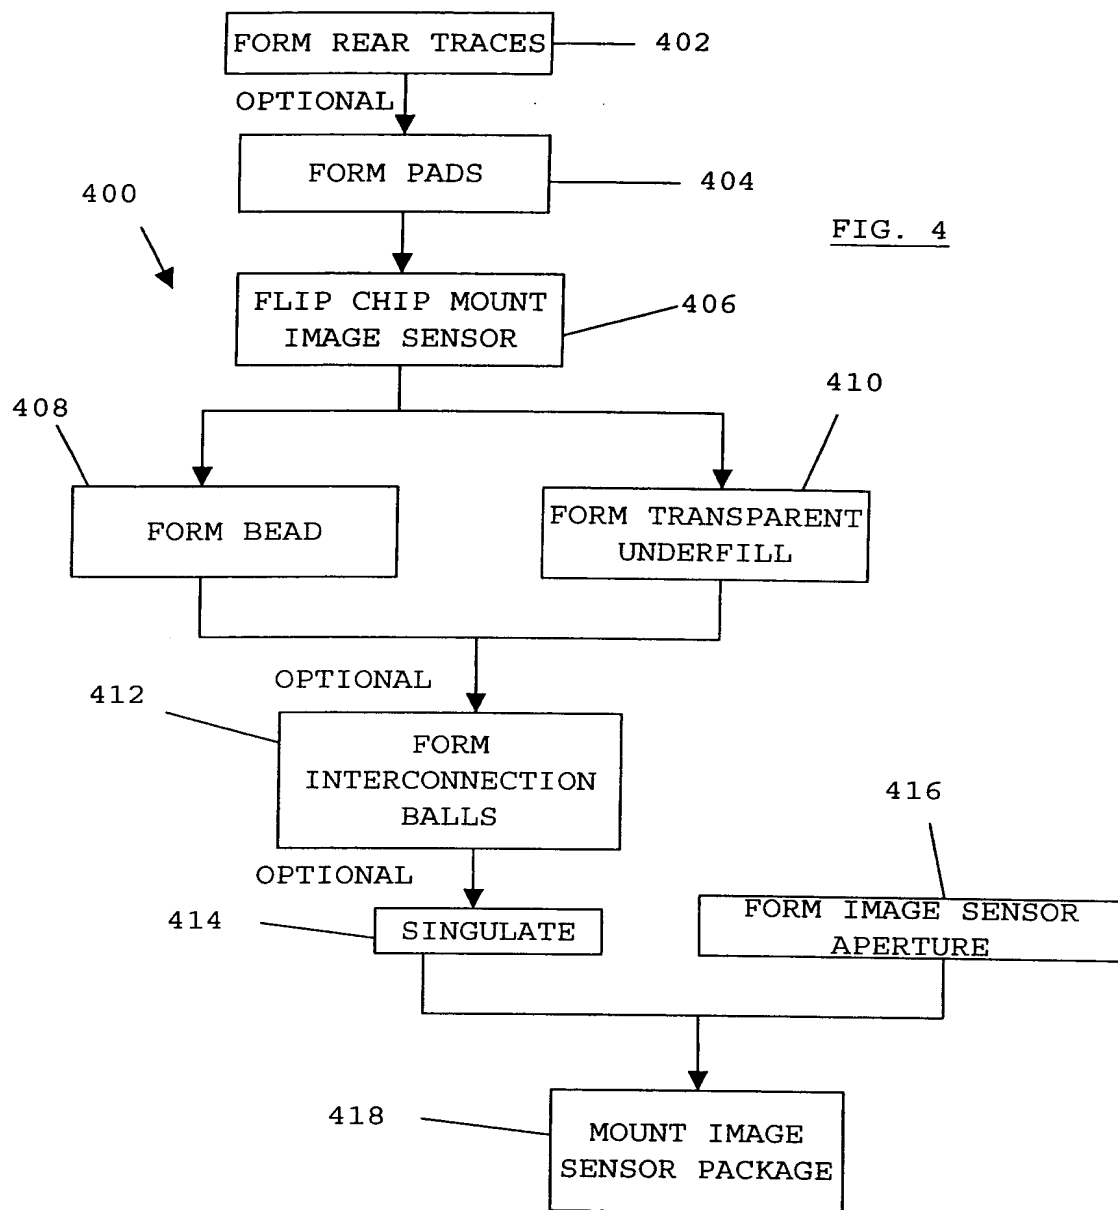 FORM REAR TRACES
402
OPTIONAL
FORM PADS
404
400
FIG. 4
FLIP CHIP MOUNT
IMAGE SENSOR
406
408
410
FORM BEAD
FORM TRANSPARENT
UNDERFILL
OPTIONAL
412
FORM
INTERCONNECTION
BALLS
416
OPTIONAL
414
SINGULATE
FORM IMAGE SENSOR
APERTURE
418
MOUNT IMAGE
SENSOR PACKAGE